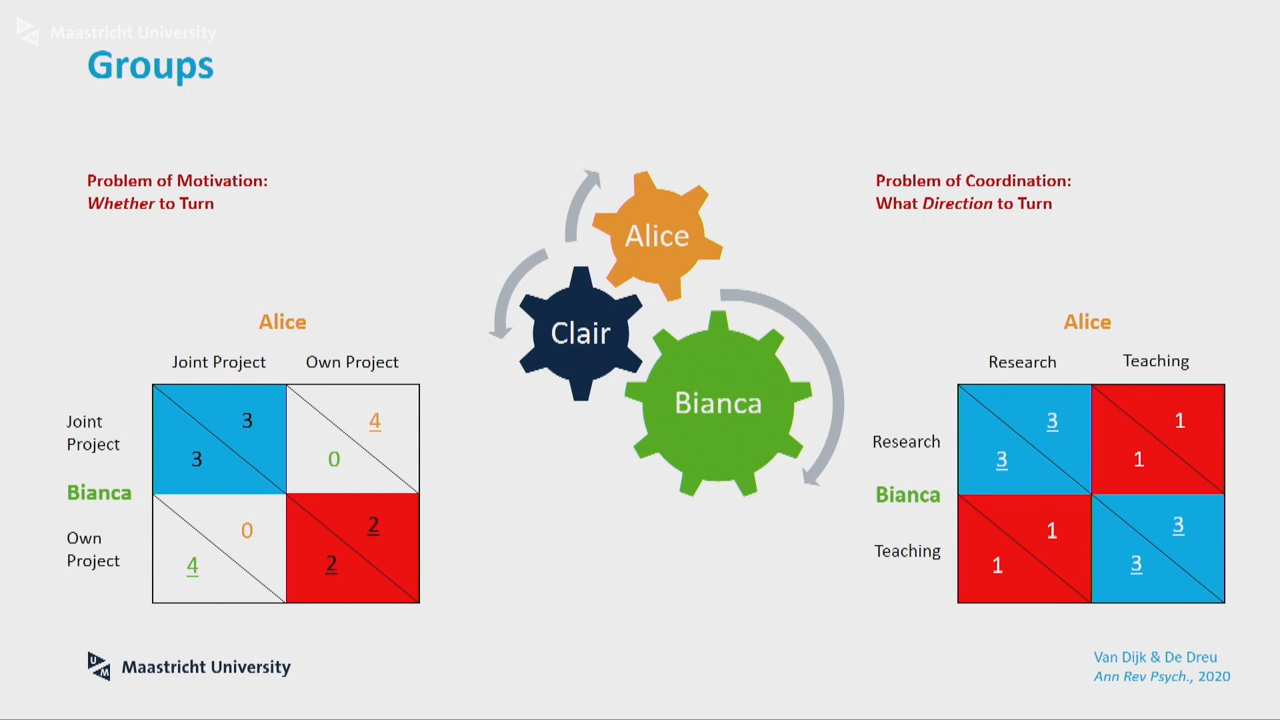 Maastricht University
Groups
Problem of Motivation:
Whether to Turn
Alice
Joint Project Own Project
Joint
Project
3 4
3 0
Bianca
Own
Project
0 2
4 2
Alice
Clair
Bianca
Problem of Coordination:
What Direction to Turn
Alice
Research Teaching
Research
3 1
3 1
Bianca
Teaching
1 3
1 3
UM
Maastricht University
Van Dijk & De Dreu
Ann Rev Psych., 2020